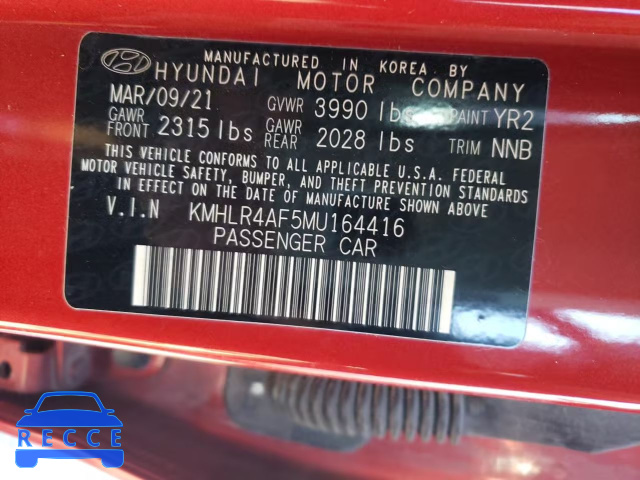 MANUFACTURED IN KOREA BY
HYUNDAI MOTOR COMPANY
MAR/09/21 GVWR 3990 lbs PAINT YR2
GAWR FRONT 2315 lbs GAWR REAR 2028 lbs TRIM NNB
THIS VEHICLE CONFORMS TO ALL APPLICABLE U.S.A. FEDERAL
MOTOR VEHICLE SAFETY, BUMPER, AND THEFT PREVENTION STANDARDS
IN EFFECT ON THE DATE OF MANUFACTURE SHOWN ABOVE.
V.I.N KMHLR4AF5MU164416
PASSENGER CAR
RECCE